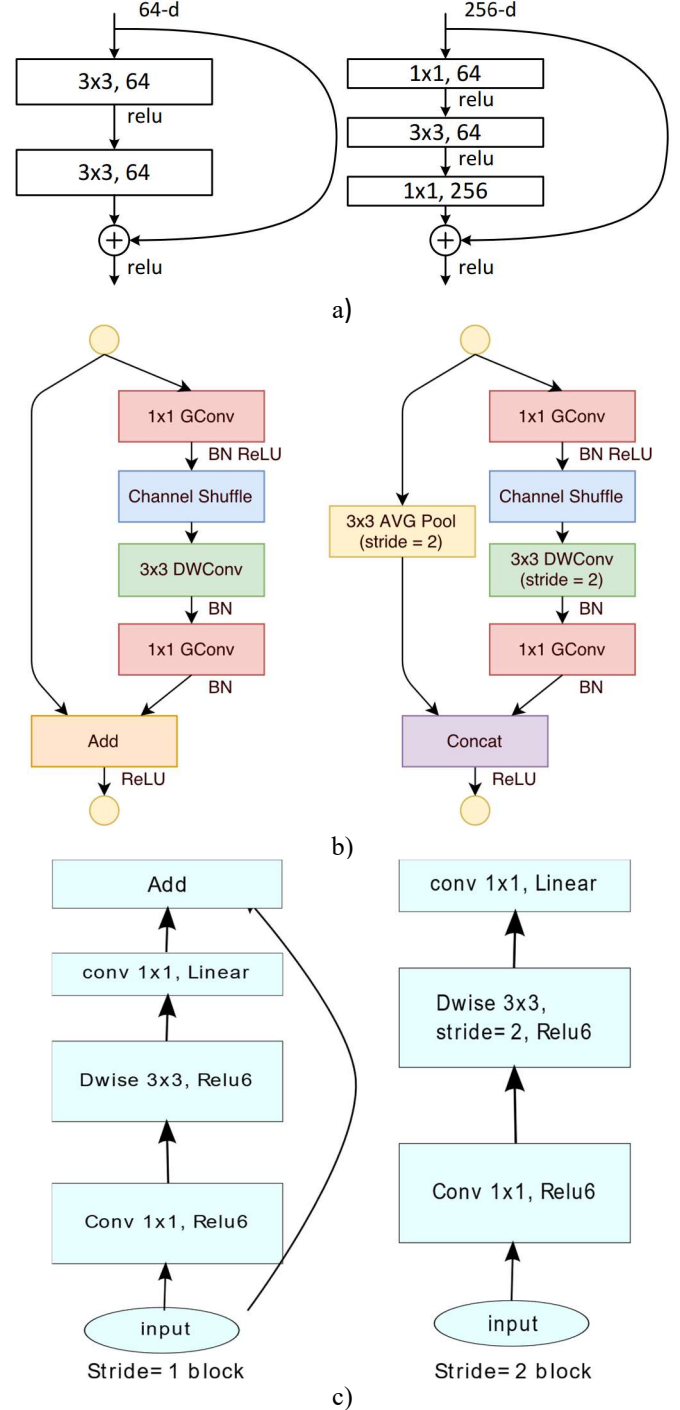 64-d
3x3, 64
relu
3x3, 64
relu
256-d
1x1, 64
relu
3x3, 64
relu
1x1, 256
relu
a)
1x1 GConv
BN ReLU
Channel Shuffle
3x3 DWConv
BN
1x1 GConv
BN
Add
ReLU
1x1 GConv
BN ReLU
3x3 AVG Pool
(stride = 2)
Channel Shuffle
3x3 DWConv
(stride = 2)
BN
1x1 GConv
BN
Concat
ReLU
b)
Add
conv 1x1, Linear
Dwise 3x3, Relu6
Conv 1x1, Relu6
input
Stride= 1 block
conv 1x1, Linear
Dwise 3x3,
stride= 2, Relu6
Conv 1x1, Relu6
input
Stride= 2 block
c)